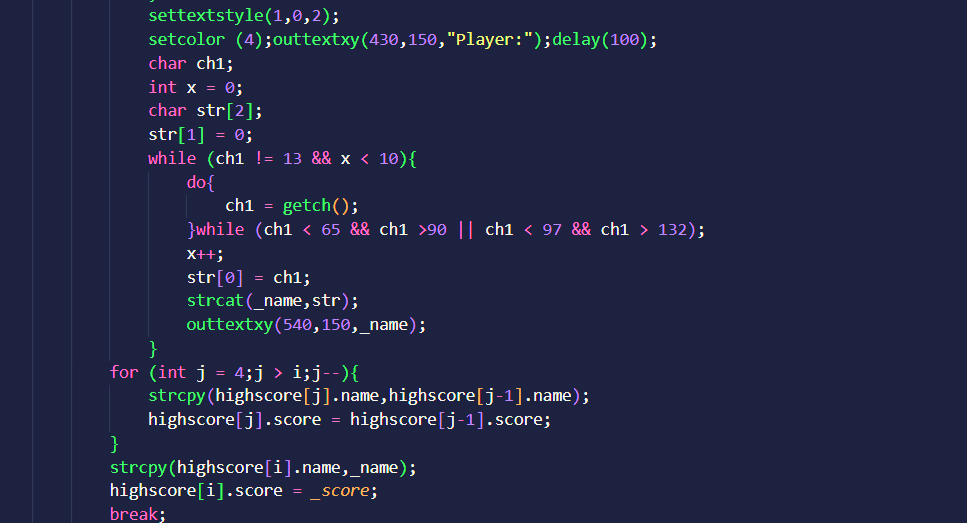 settextstyle(1,0,2);
setcolor (4);outtextxy(430,150,"Player:");delay(100);
char ch1;
int x = 0;
char str[2];
str[1] = 0;
while (ch1 != 13 && x < 10){
do{
ch1 = getch();
}while (ch1 < 65 && ch1 >90 || ch1 < 97 && ch1 > 132);
x++;
str[0] = ch1;
strcat(_name,str);
outtextxy(540,150,_name);
}
for (int j = 4;j > i;j--){
strcpy(highscore[j].name,highscore[j-1].name);
highscore[j].score = highscore[j-1].score;
}
strcpy(highscore[i].name,_name);
highscore[i].score = _score;
break;